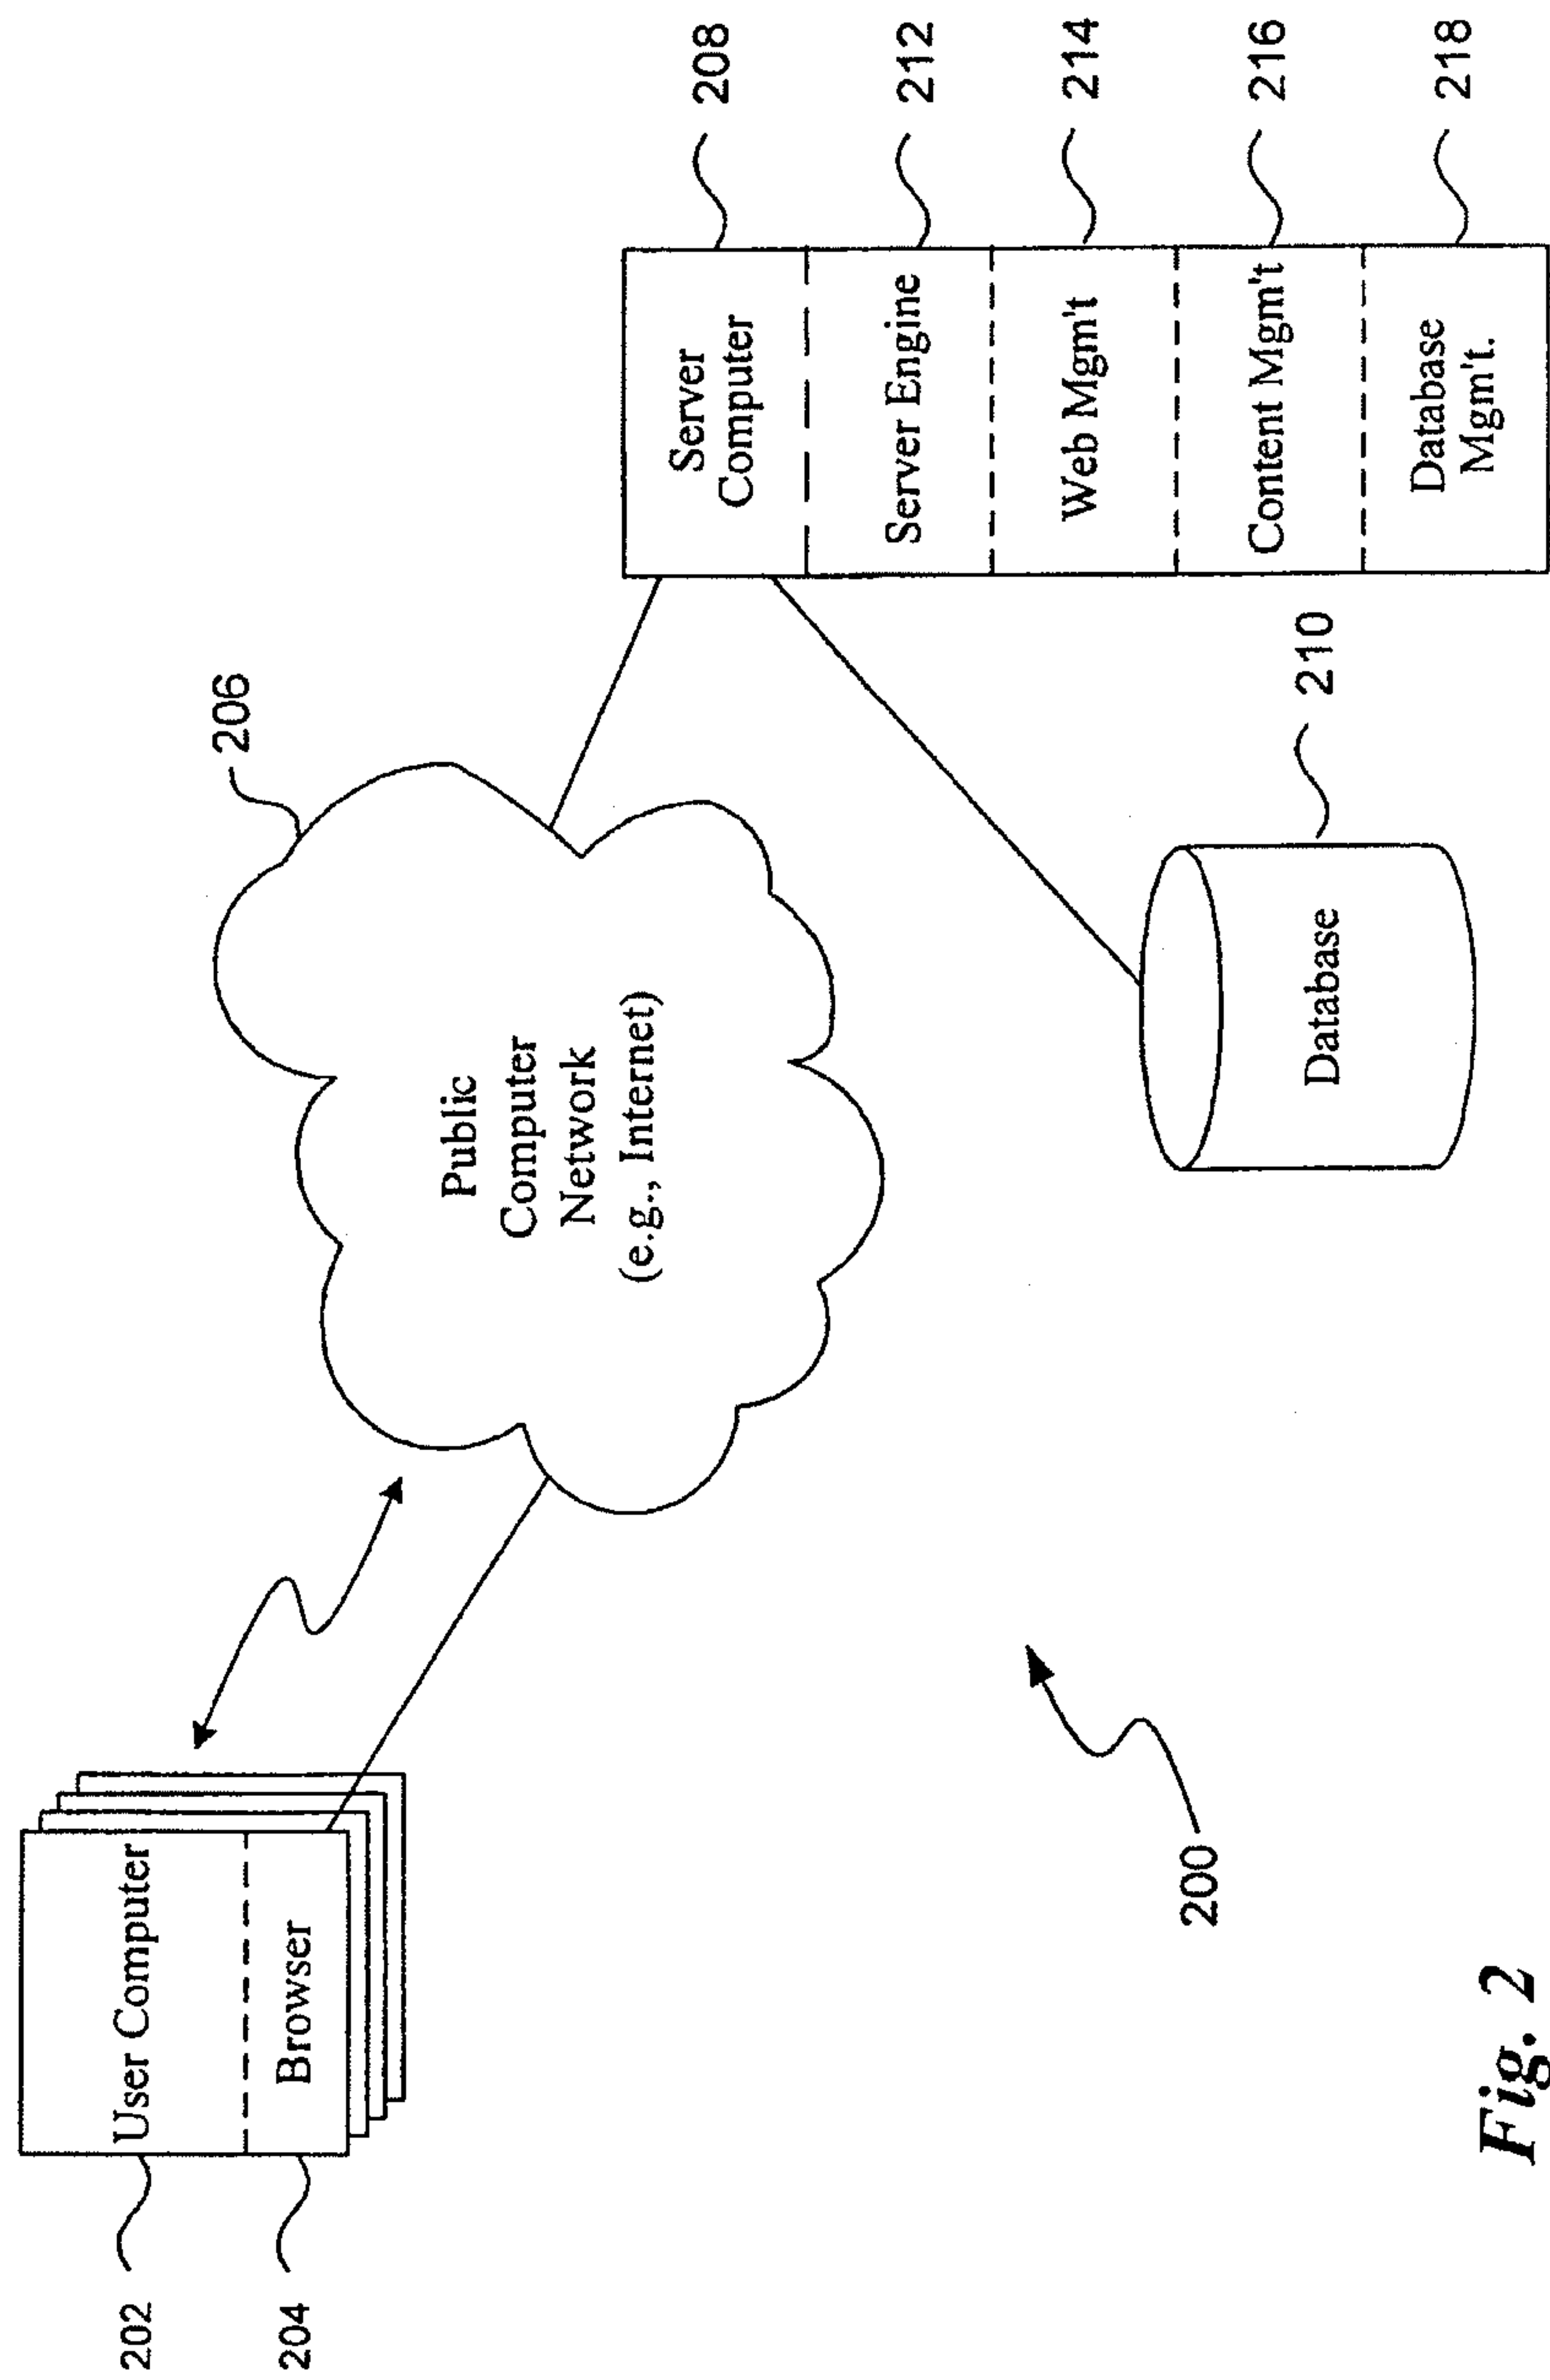 User Computer
Browser
202
204
Public
Computer
Network
(e.g., Internet)
206
Server
Computer
208
Server Engine
212
Web Mgm't
214
Content Mgm't
216
Database
Mgm't.
218
Database
210
200
Fig. 2